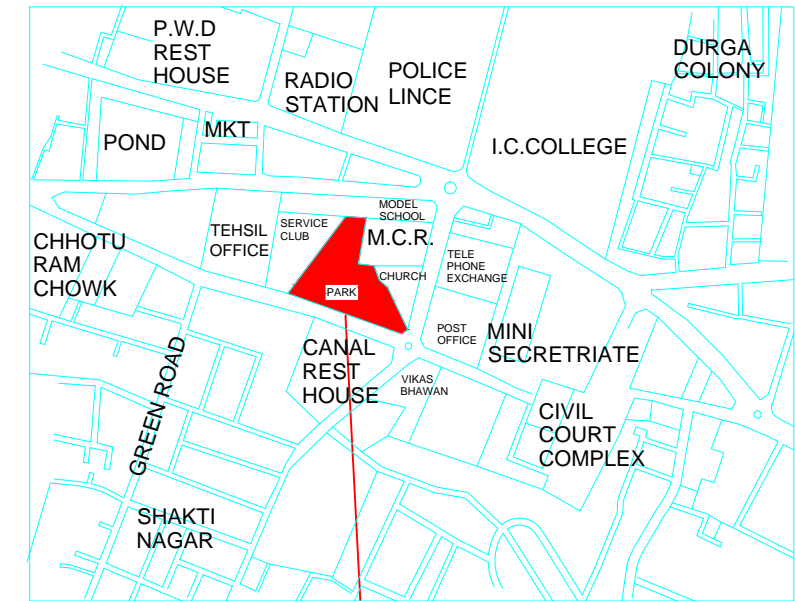 P.W.D
REST
HOUSE
RADIO
STATION
POLICE
LINCE
DURGA
COLONY
POND
MKT
I.C.COLLEGE
MODEL
SCHOOL
SERVICE
CLUB
TEHSIL
OFFICE
M.C.R.
CHHOTU
RAM
CHOWK
TELE
PHONE
EXCHANGE
CHURCH
PARK
POST
OFFICE
MINI
SECRETRIATE
CANAL
REST
HOUSE
GREEN ROAD
VIKAS
BHAWAN
CIVIL
COURT
COMPLEX
SHAKTI
NAGAR